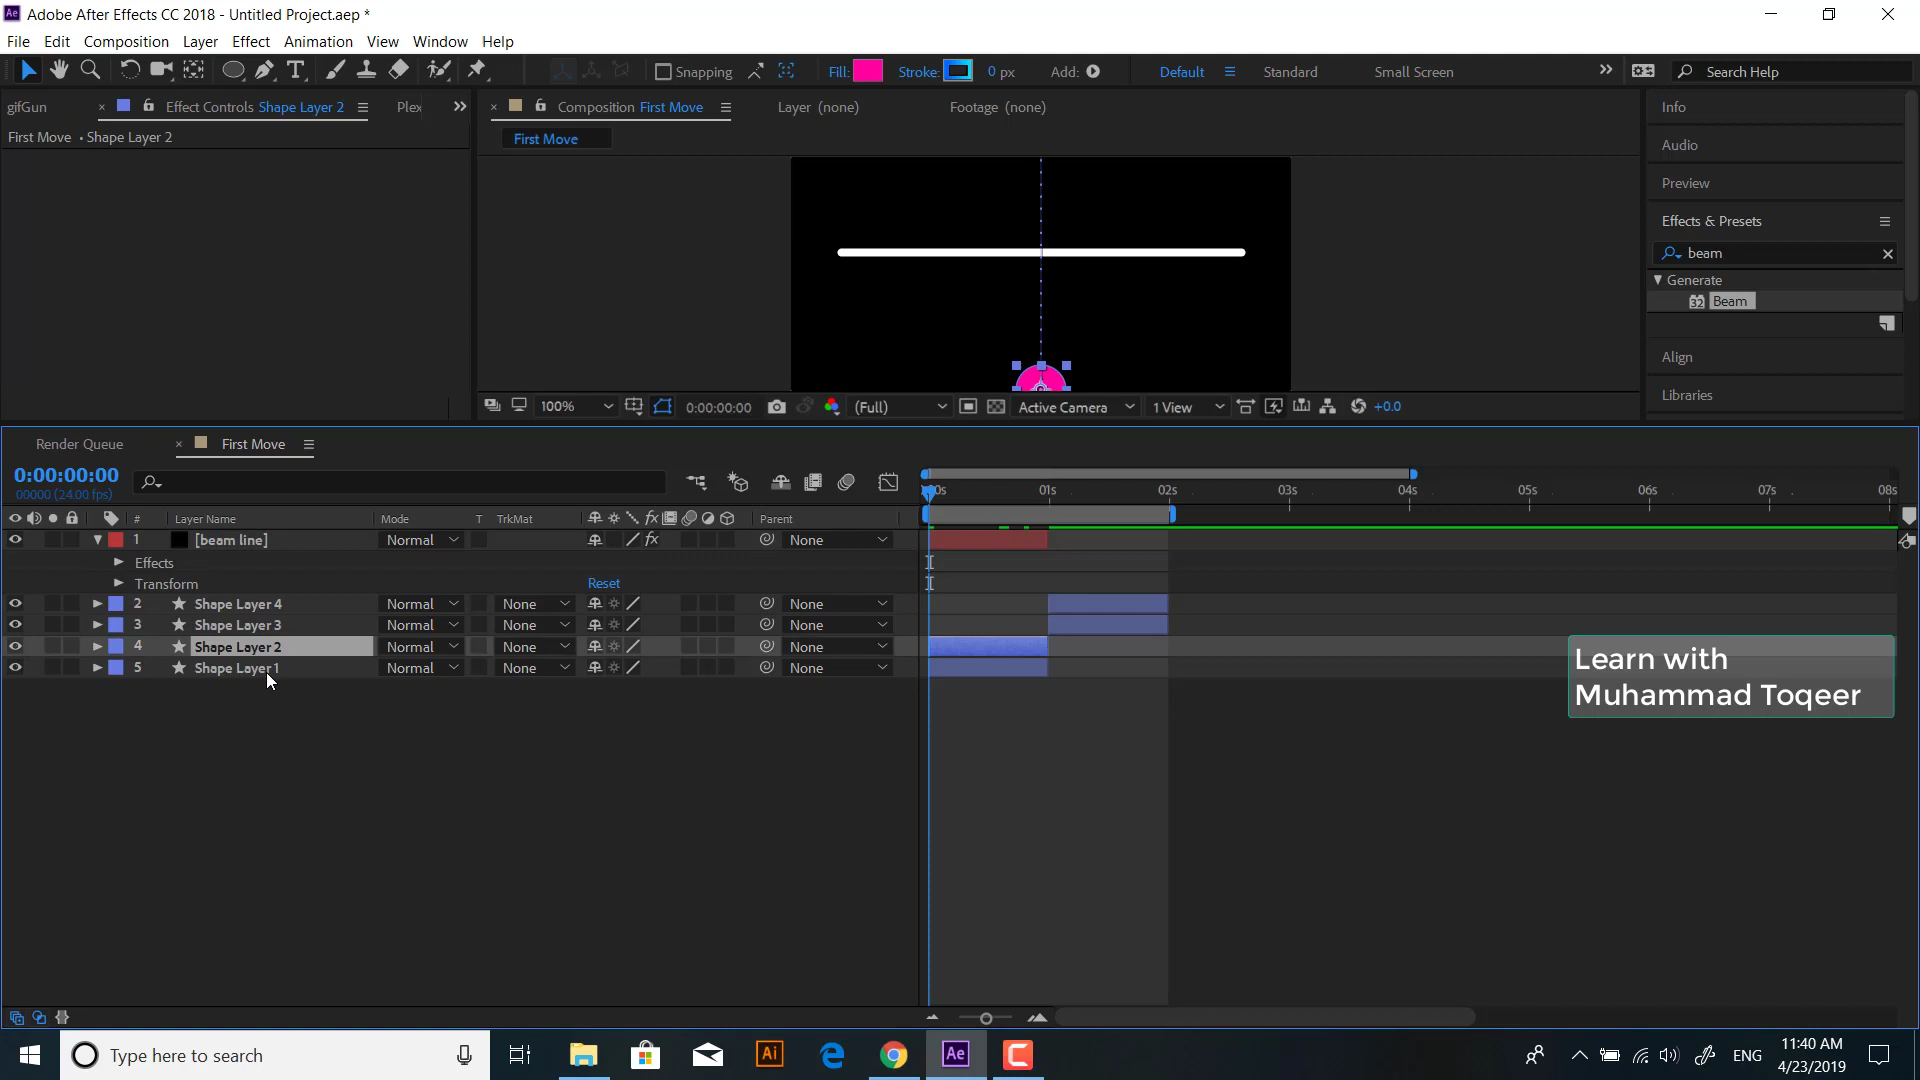 Adobe After Effects CC 2018 - Untitled Project.aep *
File Edit Composition Layer Effect Animation View Window Help
Snapping Fill: Stroke: 0 px Add: Default Standard Small Screen Search Help
gifGun Effect Controls Shape Layer 2 Plex Composition First Move Layer (none) Footage (none) Info
First Move • Shape Layer 2 First Move
Audio
Preview
Effects & Presets
beam
Generate
32 Beam
Align
Libraries
100% 0:00:00:00 (Full) Active Camera 1 View +0.0
Render Queue First Move
0:00:00:00
00000 (24.00 fps)
00s 01s 02s 03s 04s 05s 06s 07s 08s
# Layer Name Mode T TrkMat fx Parent
1 [beam line] Normal fx None
Effects
Transform Reset
2 Shape Layer 4 Normal None None
3 Shape Layer 3 Normal None None
4 Shape Layer 2 Normal None None
5 Shape Layer 1 Normal None None
Learn with
Muhammad Toqeer
Type here to search Ai Ae ENG 11:40 AM
4/23/2019